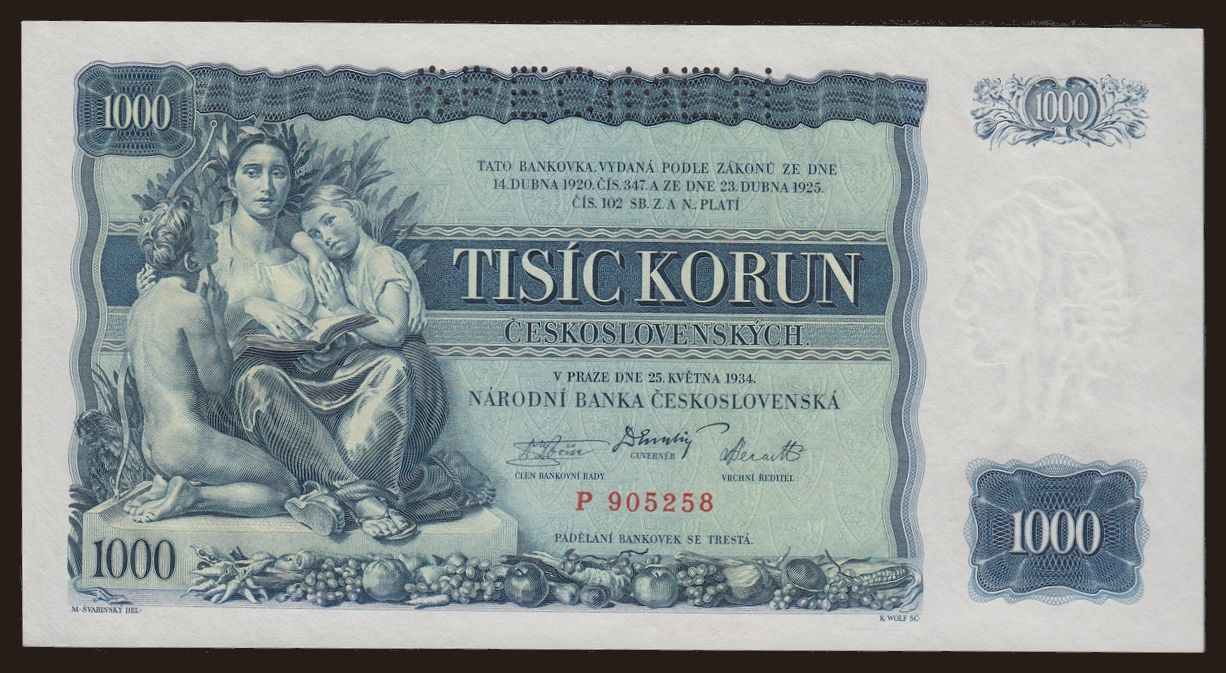 SPECIMEN
1000
1000
TATO BANKOVKA, VYDANÁ PODLE ZÁKONŮ ZE DNE
14. DUBNA 1920, ČÍS. 347. A ZE DNE 23. DUBNA 1925.
ČÍS. 102 SB. Z. A N., PLATÍ
TISÍC KORUN
ČESKOSLOVENSKÝCH.
V PRAZE DNE 25. KVĚTNA 1934.
NÁRODNÍ BANKA ČESKOSLOVENSKÁ
GUVERNÉR
ČLEN BANKOVNÍ RADY
VRCHNÍ ŘEDITEL
P 905258
PADĚLÁNÍ BANKOVEK SE TRESTÁ.
1000
1000
M·ŠVABINSKÝ DEL·
K·WOLF SC·